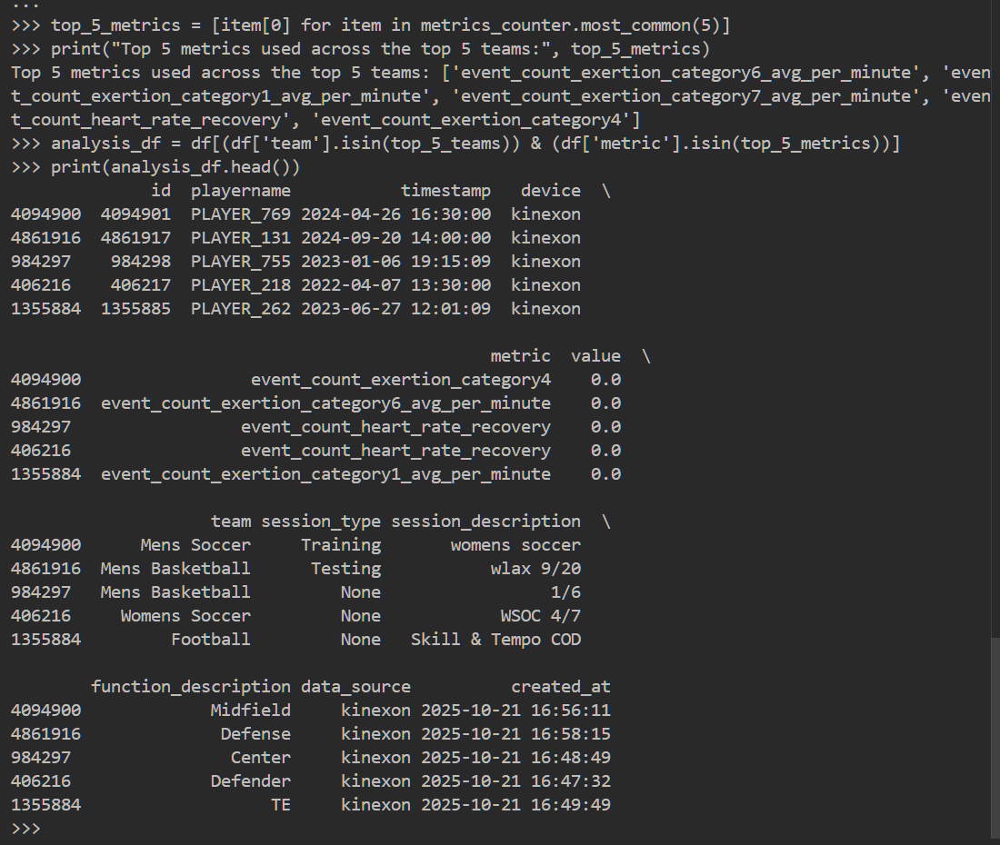 ...
>>> top_5_metrics = [item[0] for item in metrics_counter.most_common(5)]
>>> print("Top 5 metrics used across the top 5 teams:", top_5_metrics)
Top 5 metrics used across the top 5 teams: ['event_count_exertion_category6_avg_per_minute', 'even
t_count_exertion_category1_avg_per_minute', 'event_count_exertion_category7_avg_per_minute', 'even
t_count_heart_rate_recovery', 'event_count_exertion_category4']
>>> analysis_df = df[(df['team'].isin(top_5_teams)) & (df['metric'].isin(top_5_metrics))]
>>> print(analysis_df.head())
              id  playername           timestamp   device  \
4094900  4094901  PLAYER_769 2024-04-26 16:30:00  kinexon
4861916  4861917  PLAYER_131 2024-09-20 14:00:00  kinexon
984297    984298  PLAYER_755 2023-01-06 19:15:09  kinexon
406216    406217  PLAYER_218 2022-04-07 13:30:00  kinexon
1355884  1355885  PLAYER_262 2023-06-27 12:01:09  kinexon
                                                metric  value  \
4094900                 event_count_exertion_category4    0.0
4861916  event_count_exertion_category6_avg_per_minute    0.0
984297                 event_count_heart_rate_recovery    0.0
406216                 event_count_heart_rate_recovery    0.0
1355884  event_count_exertion_category1_avg_per_minute    0.0
                    team session_type session_description  \
4094900      Mens Soccer     Training       womens soccer
4861916  Mens Basketball      Testing           wlax 9/20
984297   Mens Basketball         None                 1/6
406216     Womens Soccer         None            WSOC 4/7
1355884         Football         None   Skill & Tempo COD
        function_description data_source          created_at
4094900             Midfield     kinexon 2025-10-21 16:56:11
4861916              Defense     kinexon 2025-10-21 16:58:15
984297                Center     kinexon 2025-10-21 16:48:49
406216              Defender     kinexon 2025-10-21 16:47:32
1355884                   TE     kinexon 2025-10-21 16:49:49
>>>